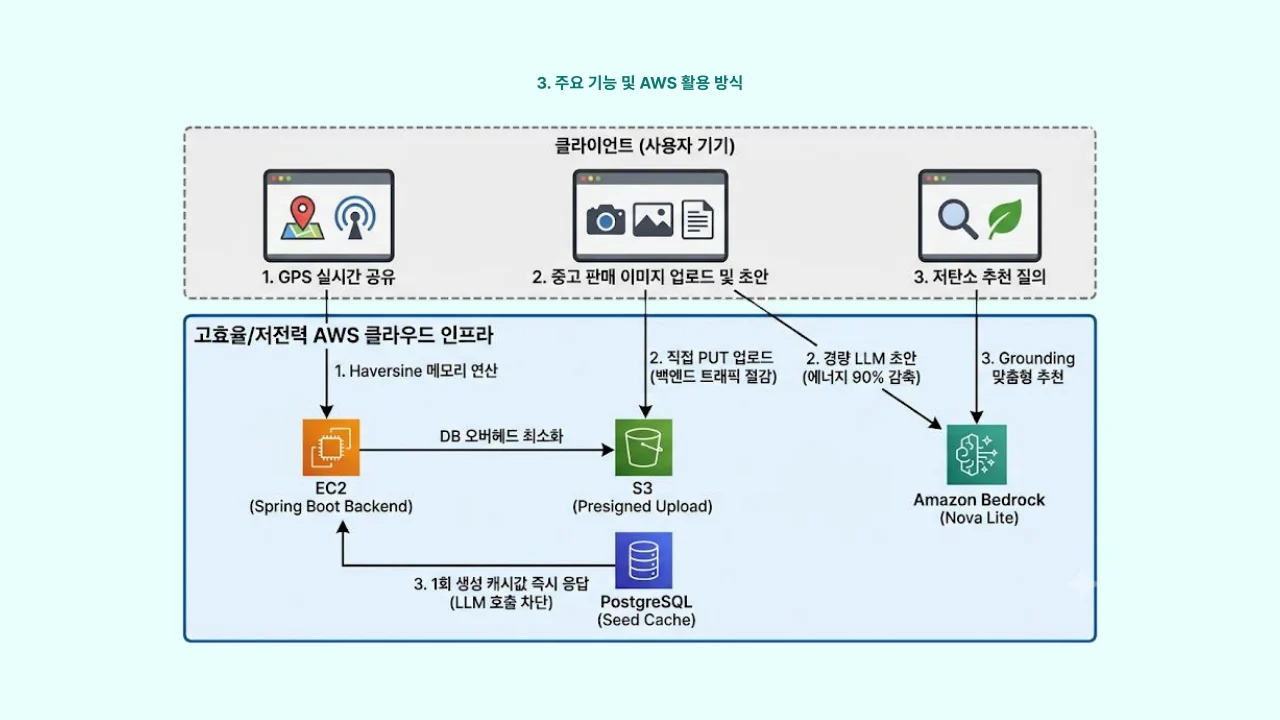 3. 주요 기능 및 AWS 활용 방식
클라이언트 (사용자 기기)
1. GPS 실시간 공유
2. 중고 판매 이미지 업로드 및 초안
3. 저탄소 추천 질의
고효율/저전력 AWS 클라우드 인프라
1. Haversine 메모리 연산
2. 직접 PUT 업로드
(백엔드 트래픽 절감)
2. 경량 LLM 초안
(에너지 90% 감축)
3. Grounding
맞춤형 추천
DB 오버헤드 최소화
EC2
(Spring Boot Backend)
S3
(Presigned Upload)
Amazon Bedrock
(Nova Lite)
3. 1회 생성 캐시값 즉시 응답
(LLM 호출 차단)
PostgreSQL
(Seed Cache)